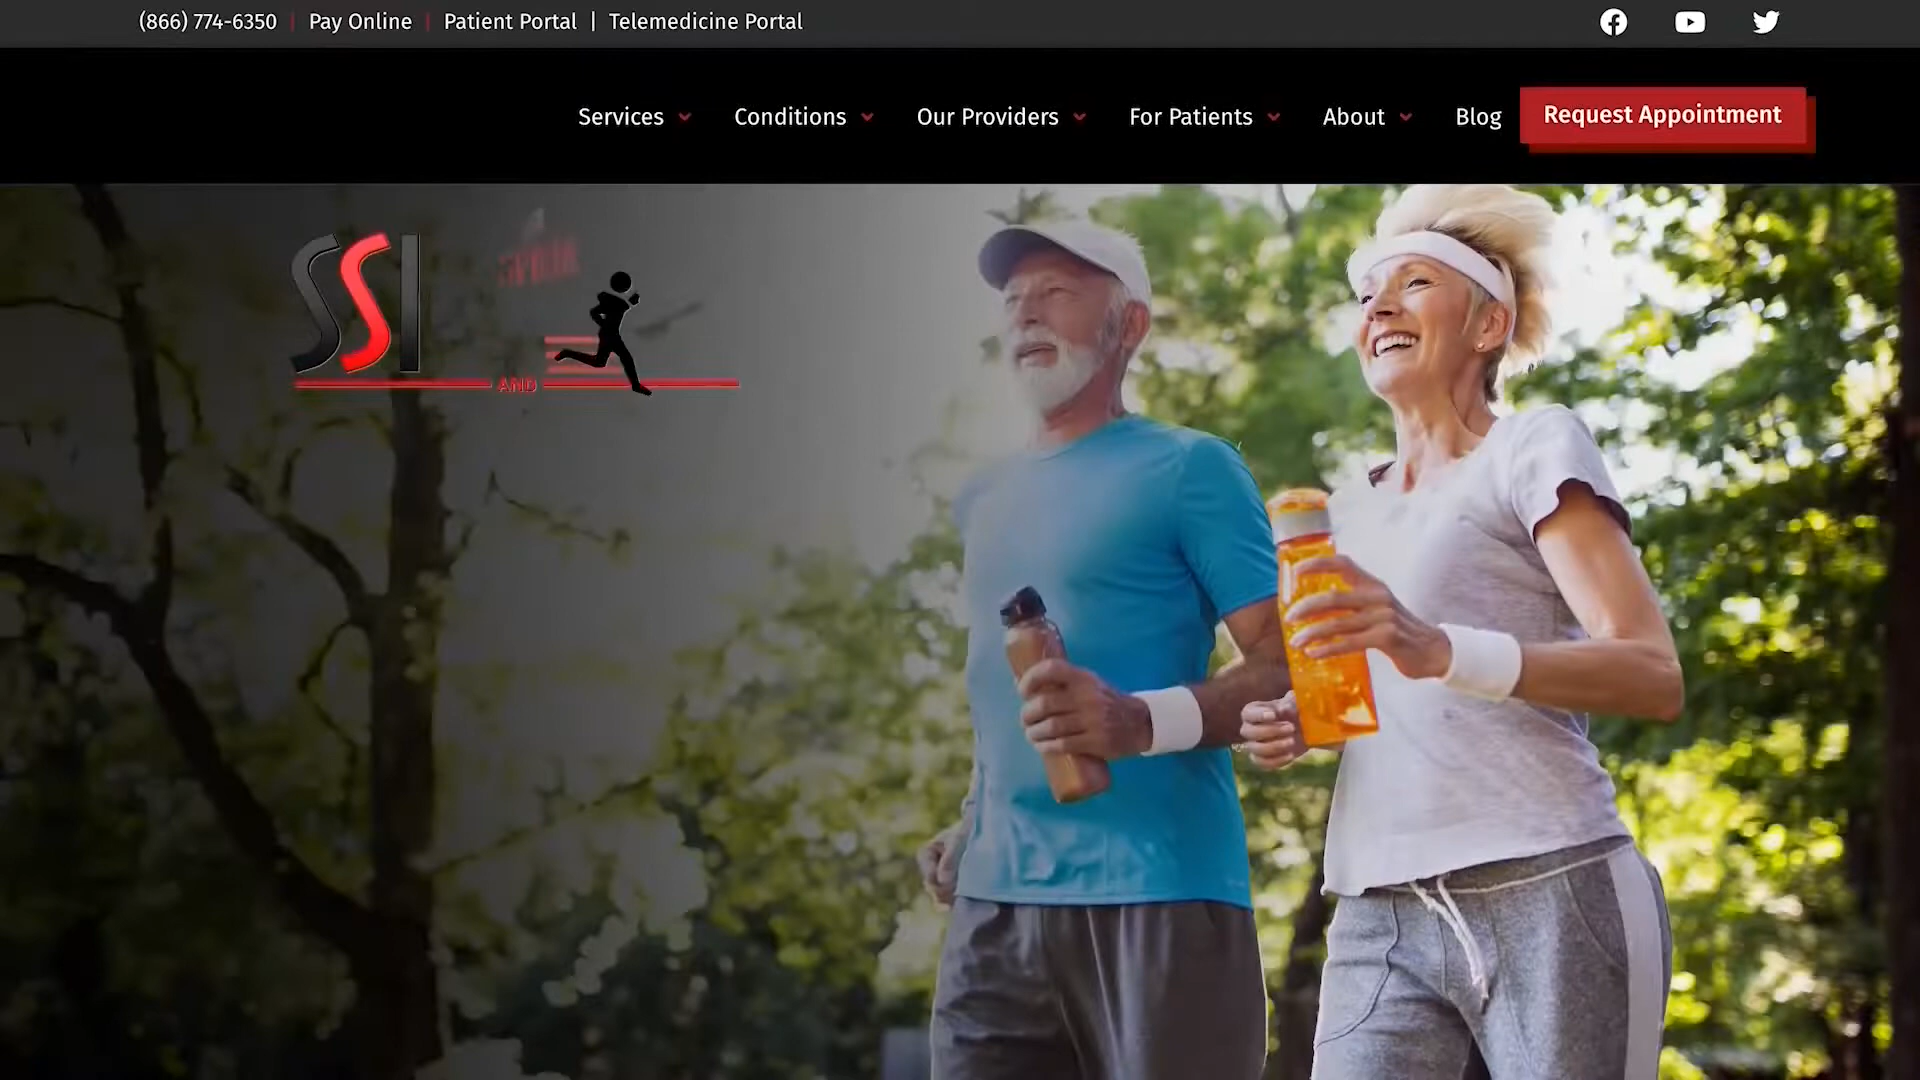 (866) 774-6350 | Pay Online | Patient Portal | Telemedicine Portal
Services Conditions Our Providers For Patients About Blog Request Appointment
SSI
AND